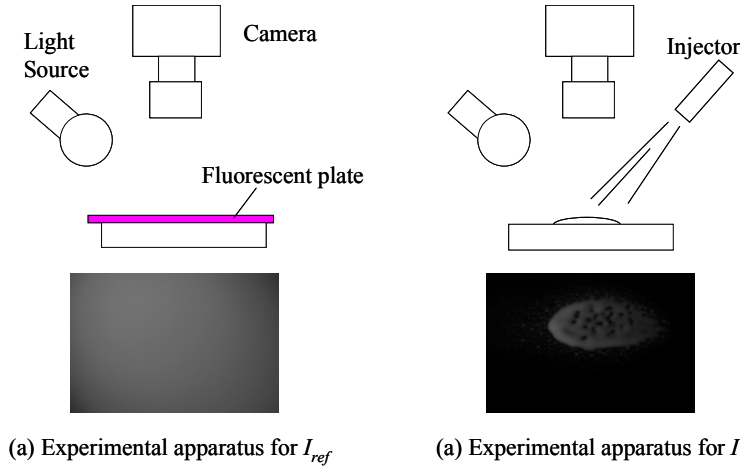 Light
Source
Camera
Fluorescent plate
(a) Experimental apparatus for I_ref
Injector
(a) Experimental apparatus for I